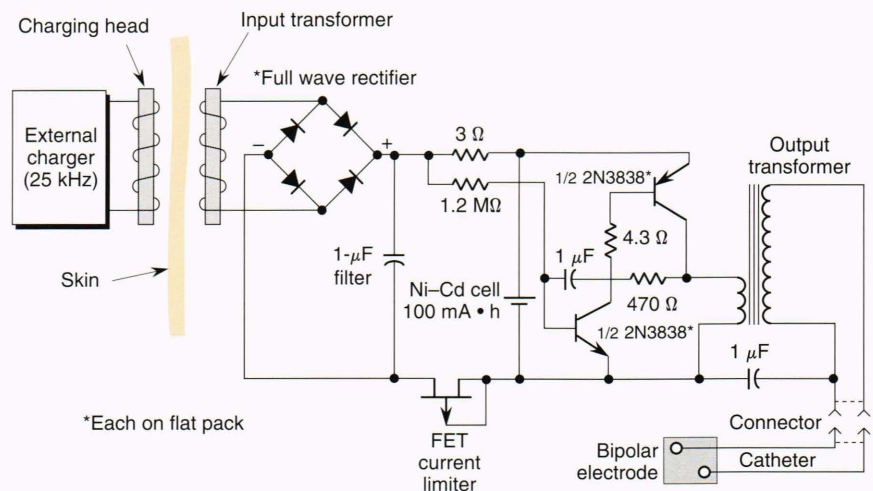 Charging head
Input transformer
*Full wave rectifier
External
charger
(25 kHz)
−
+
3 Ω
1.2 MΩ
1/2 2N3838*
Output
transformer
4.3 Ω
1 μF
470 Ω
1-μF
filter
Skin
Ni–Cd cell
100 mA • h
1/2 2N3838*
1 μF
*Each on flat pack
FET
current
limiter
Connector
Bipolar
electrode
Catheter